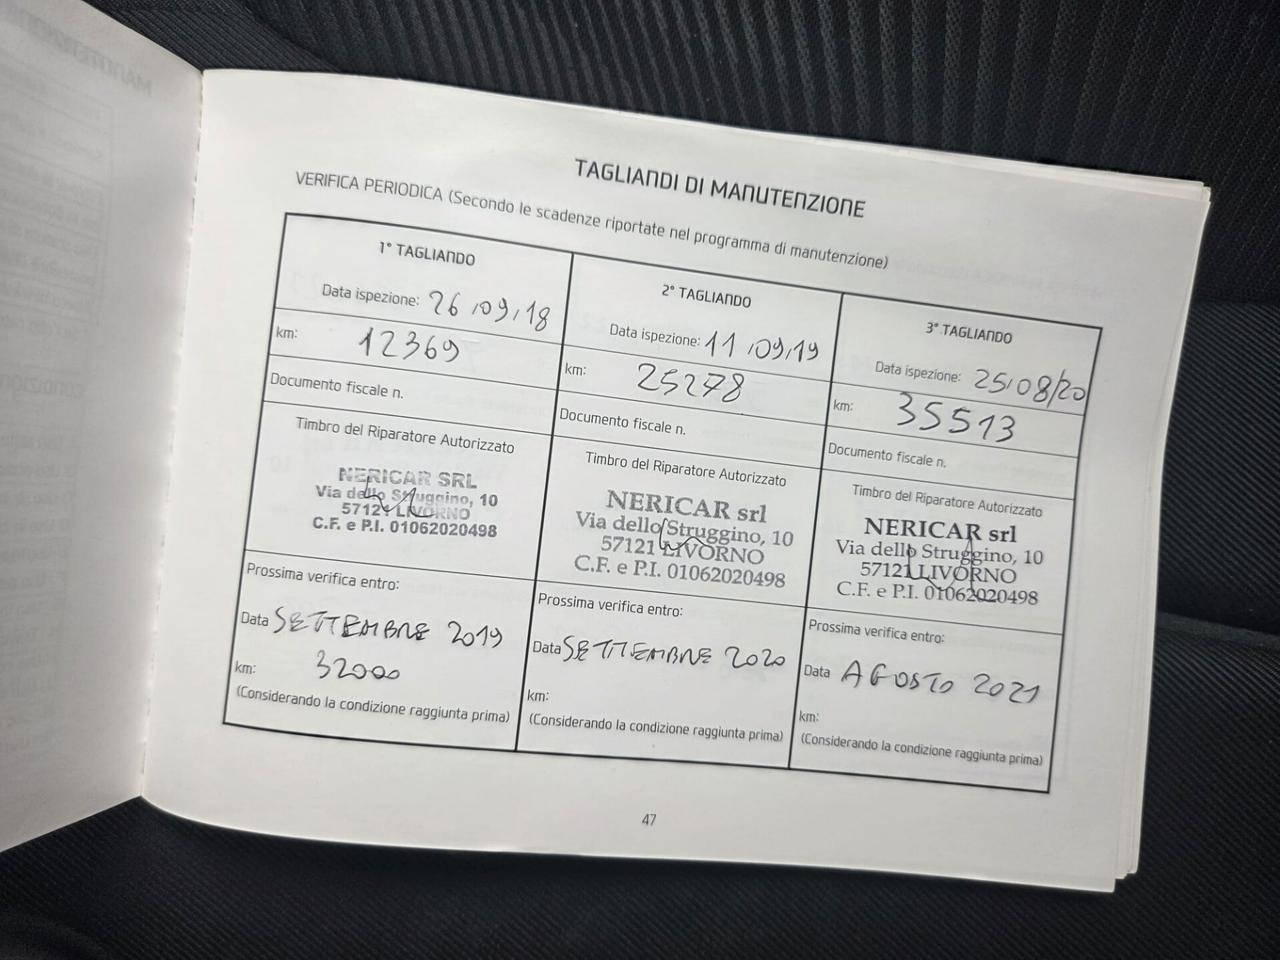 TAGLIANDI DI MANUTENZIONE
VERIFICA PERIODICA (Secondo le scadenze riportate nel programma di manutenzione)
1° TAGLIANDO
Data ispezione: 26/09/18
km: 12369
Documento fiscale n.
Timbro del Riparatore Autorizzato
NERICAR SRL
Via dello Struggino, 10
57121 LIVORNO
C.F. e P.I. 01062020498
Prossima verifica entro:
Data SETTEMBRE 2019
km: 32000
(Considerando la condizione raggiunta prima)
2° TAGLIANDO
Data ispezione: 11/09/19
km: 25278
Documento fiscale n.
Timbro del Riparatore Autorizzato
NERICAR srl
Via dello Struggino, 10
57121 LIVORNO
C.F. e P.I. 01062020498
Prossima verifica entro:
Data SETTEMBRE 2020
km:
(Considerando la condizione raggiunta prima)
3° TAGLIANDO
Data ispezione: 25/08/20
km: 35513
Documento fiscale n.
Timbro del Riparatore Autorizzato
NERICAR srl
Via dello Struggino, 10
57121 LIVORNO
C.F. e P.I. 01062020498
Prossima verifica entro:
Data AGOSTO 2021
km:
(Considerando la condizione raggiunta prima)
47